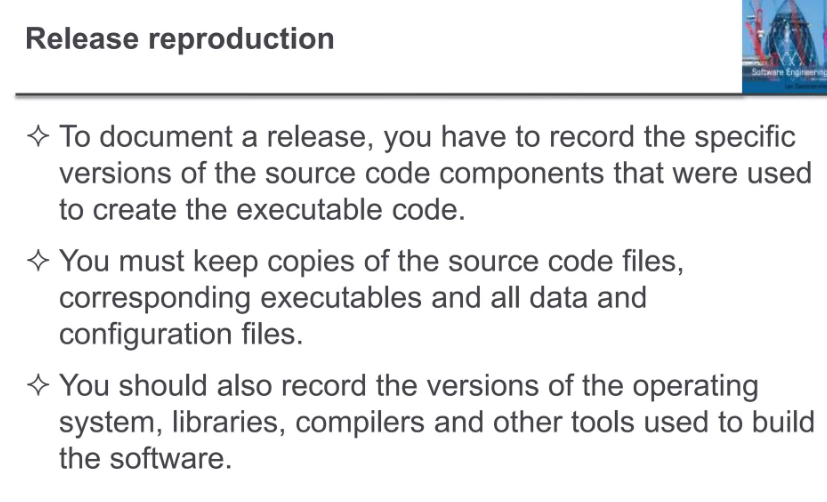 Release reproduction
Software Engineering
✧ To document a release, you have to record the specific
versions of the source code components that were used
to create the executable code.
✧ You must keep copies of the source code files,
corresponding executables and all data and
configuration files.
✧ You should also record the versions of the operating
system, libraries, compilers and other tools used to build
the software.